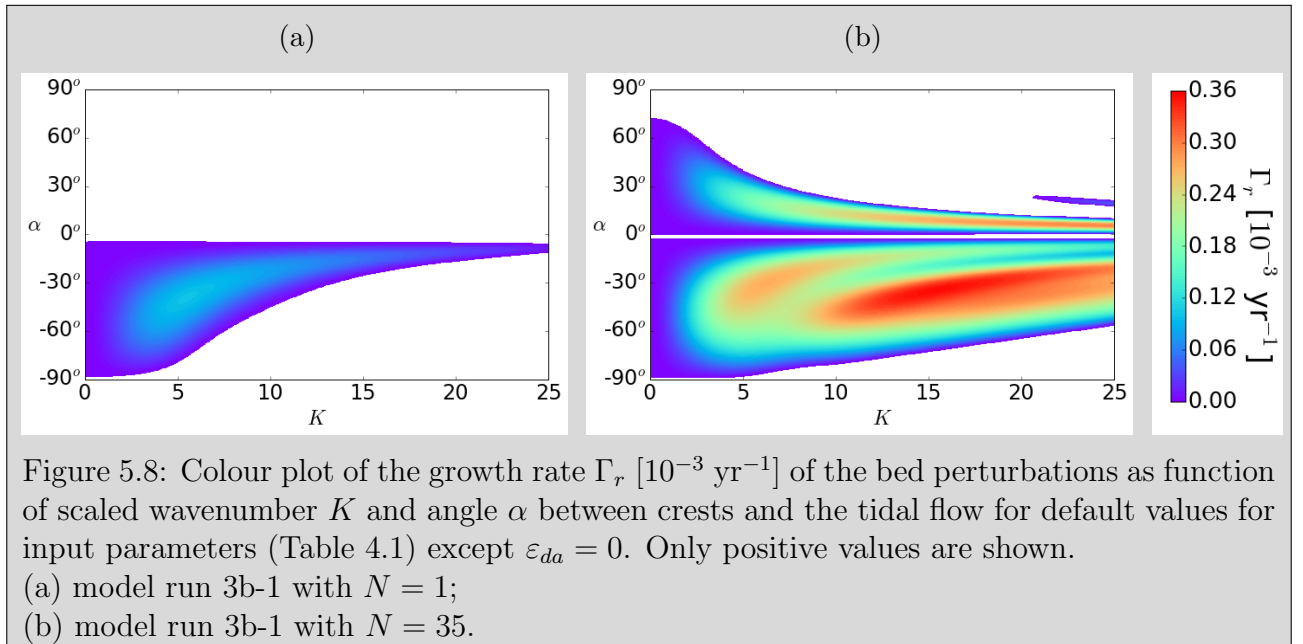 (a)
(b)
90°
60°
30°
α 0°
-30°
-60°
-90°
0 5 10 15 20 25
K
90°
60°
30°
α 0°
-30°
-60°
-90°
0 5 10 15 20 25
K
0.36
0.30
0.24
0.18
0.12
0.06
0.00
Γᵣ [10⁻³ yr⁻¹]
Figure 5.8: Colour plot of the growth rate Γᵣ [10⁻³ yr⁻¹] of the bed perturbations as function
of scaled wavenumber K and angle α between crests and the tidal flow for default values for
input parameters (Table 4.1) except ε_da = 0. Only positive values are shown.
(a) model run 3b-1 with N = 1;
(b) model run 3b-1 with N = 35.